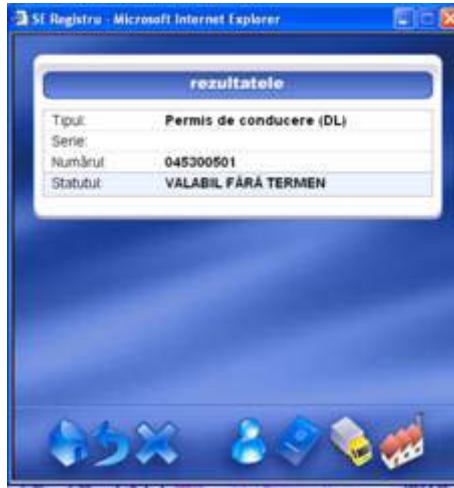 SE Registru - Microsoft Internet Explorer
rezultatele
Tipul: Permis de conducere (DL)
Serie:
Numărul: 045300501
Statutul: VALABIL FĂRĂ TERMEN